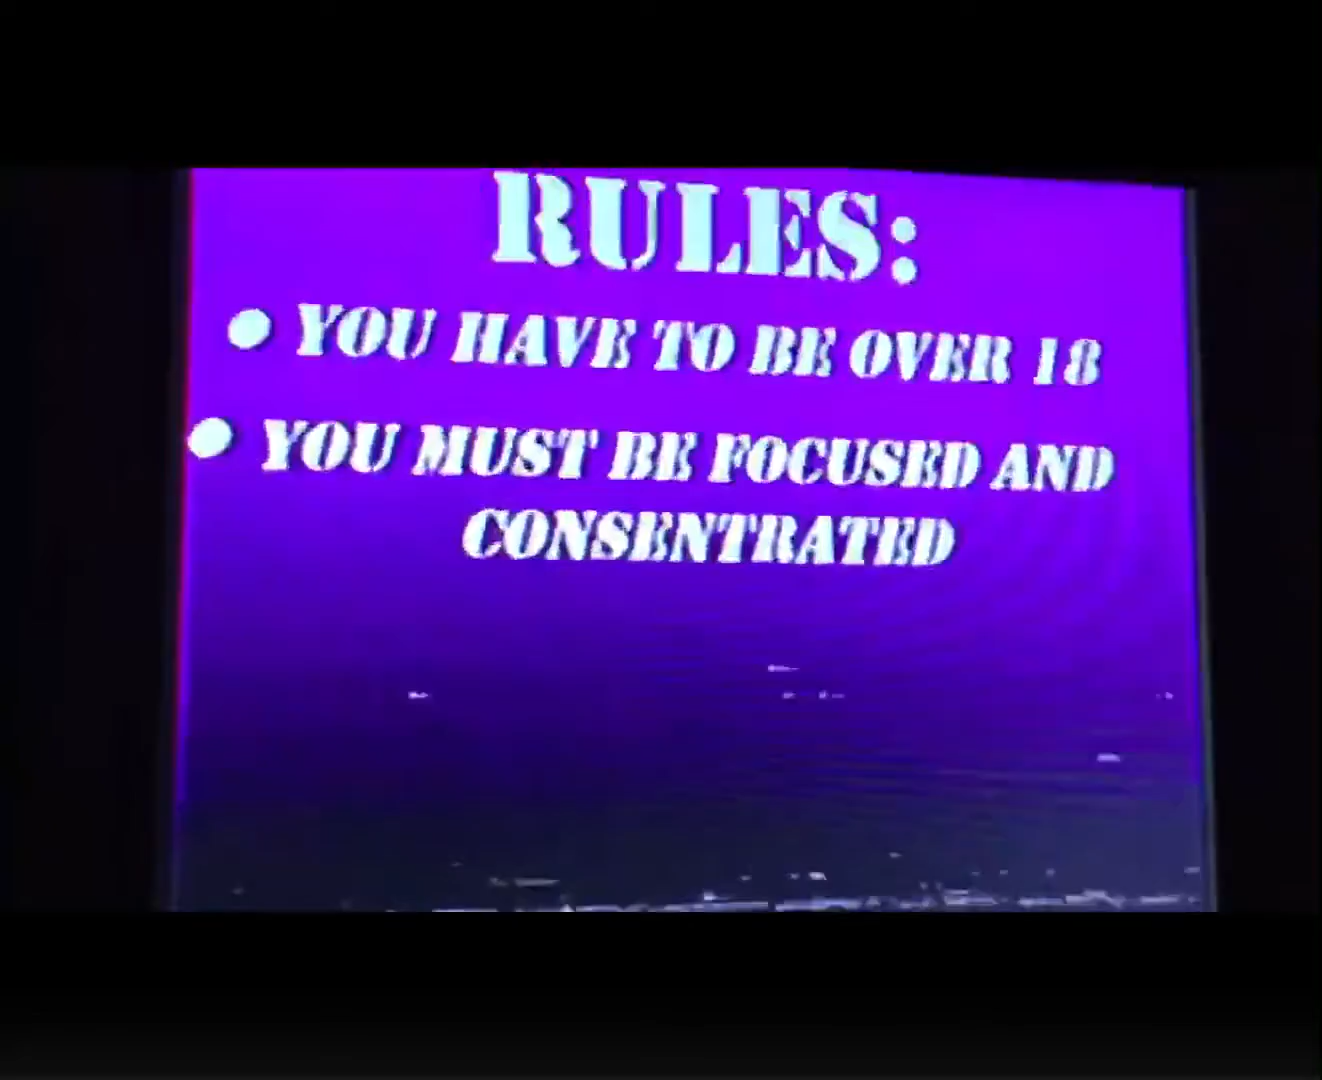 RULES:
● YOU HAVE TO BE OVER 18
● YOU MUST BE FOCUSED AND
CONSENTRATED